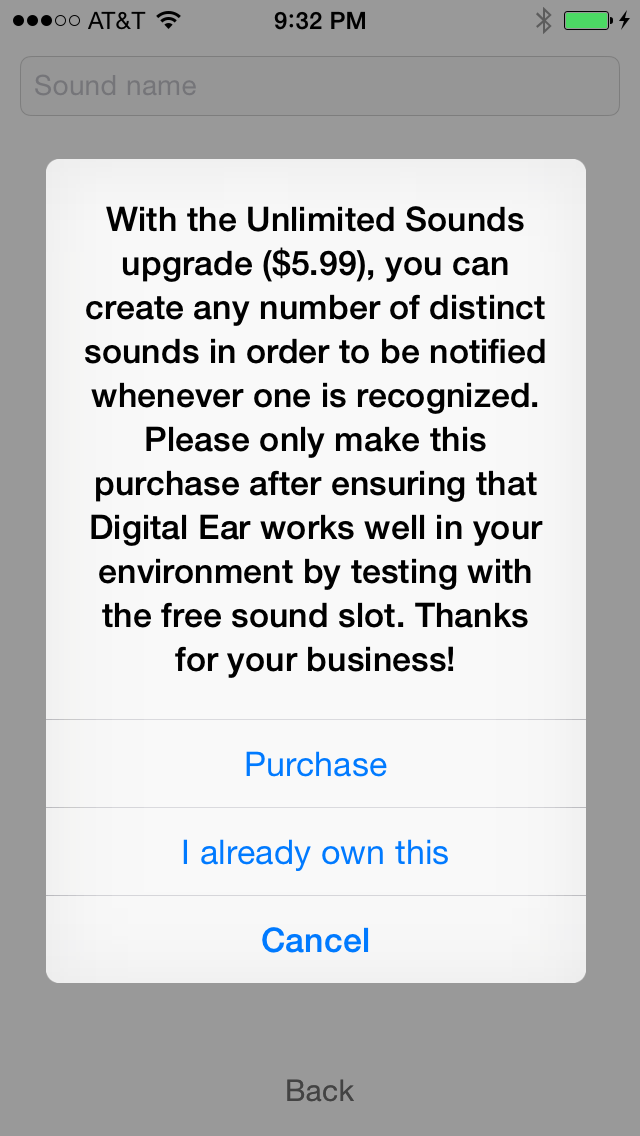 AT&T 9:32 PM
Sound name
With the Unlimited Sounds
upgrade ($5.99), you can
create any number of distinct
sounds in order to be notified
whenever one is recognized.
Please only make this
purchase after ensuring that
Digital Ear works well in your
environment by testing with
the free sound slot. Thanks
for your business!
Purchase
I already own this
Cancel
Back